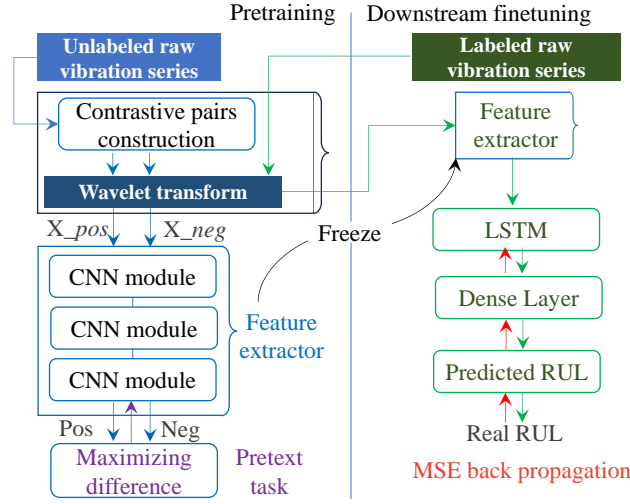 Pretraining
Downstream finetuning
Unlabeled raw
vibration series
Contrastive pairs
construction
Wavelet transform
X_pos
X_neg
CNN module
CNN module
CNN module
Feature
extractor
Pos
Neg
Maximizing
difference
Pretext
task
Freeze
Labeled raw
vibration series
Feature
extractor
LSTM
Dense Layer
Predicted RUL
Real RUL
MSE back propagation